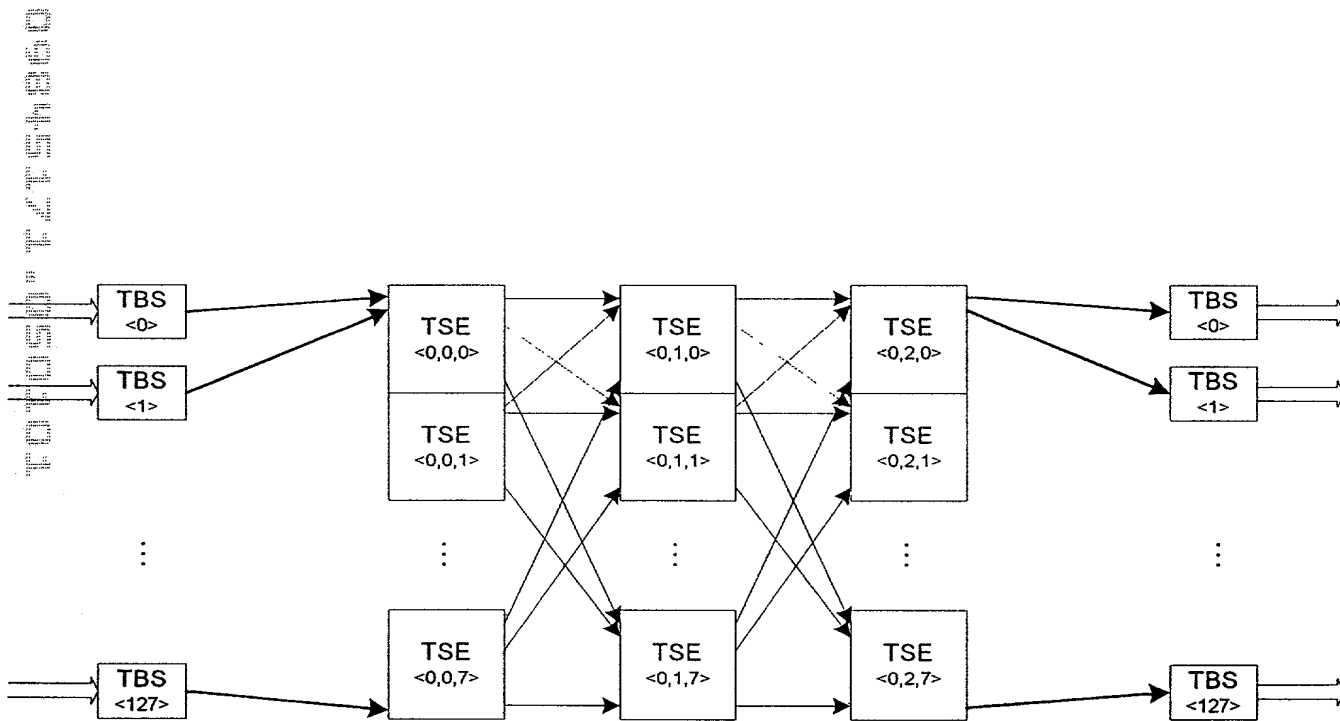 TBS
<0>
TBS
<1>
⋮
TBS
<127>
TSE
<0,0,0>
TSE
<0,0,1>
⋮
TSE
<0,0,7>
TSE
<0,1,0>
TSE
<0,1,1>
⋮
TSE
<0,1,7>
TSE
<0,2,0>
TSE
<0,2,1>
⋮
TSE
<0,2,7>
TBS
<0>
TBS
<1>
⋮
TBS
<127>